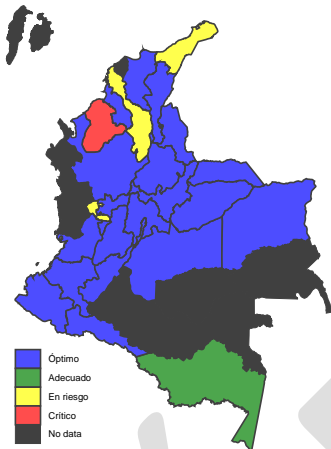 Óptimo
Adecuado
En riesgo
Crítico
No data